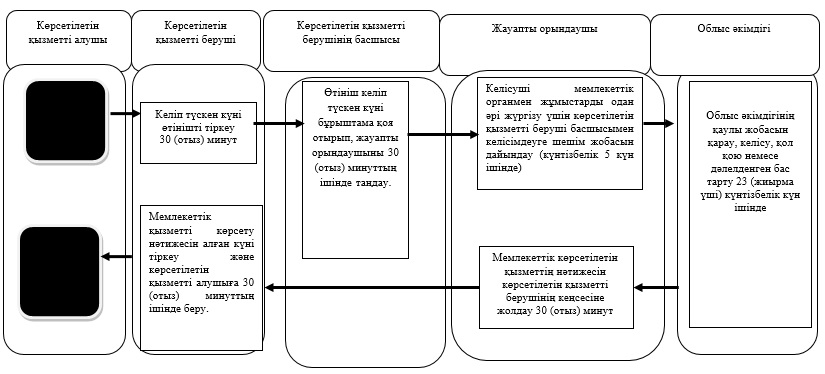 Көрсетілетін
қызметті алушы
Көрсетілетін
қызметті беруші
Көрсетілетін қызметті
берушінің басшысы
Жауапты орындаушы
Облыс әкімдігі
Келіп түскен күні
өтінішті тіркеу
30 (отыз) минут
Өтініш келіп
түскен күні
бұрыштама қоя
отырып, жауапты
орындаушыны 30
(отыз) минуттың
ішінде таңдау.
Келісуші мемлекеттік
органмен жұмыстарды одан
әрі жүргізу үшін көрсетілетін
қызметті беруші басшысымен
келісімдеуге шешім жобасын
дайындау (күнтізбелік 5 күн
ішінде)
Облыс әкімдігінің
қаулы жобасын
қарау, келісу, қол
қою немесе
дәлелденген бас
тарту 23 (жиырма
үші) күнтізбелік күн
ішінде
Мемлекеттік
қызметті көрсету
нәтижесін алған күні
тіркеу және
көрсетілетін
қызметті алушыға 30
(отыз) минуттың
ішінде беру.
Мемлекеттік көрсетілетін
қызметтің нәтижесін
көрсетілетін қызметті
берушінің кеңсесіне
жолдау 30 (отыз) минут